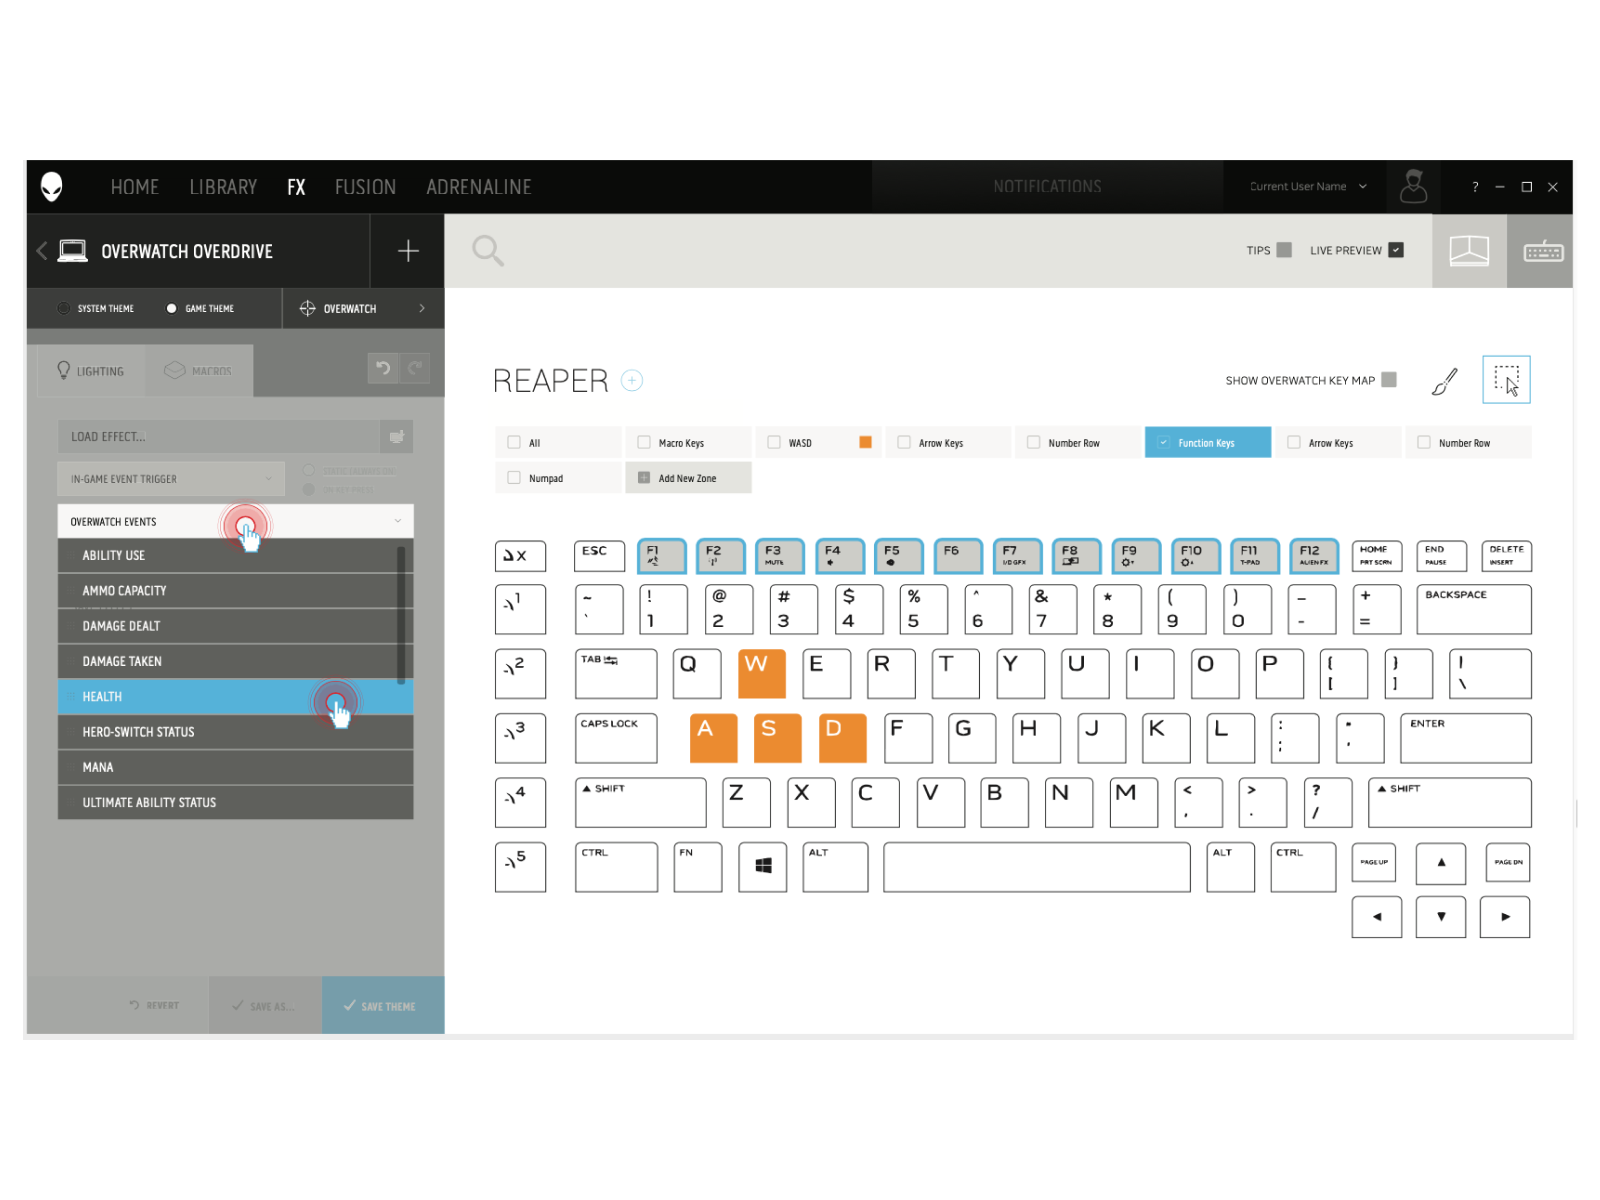 HOME LIBRARY FX FUSION ADRENALINE NOTIFICATIONS Current User Name ?
OVERWATCH OVERDRIVE
TIPS LIVE PREVIEW
SYSTEM THEME GAME THEME OVERWATCH
LIGHTING MACROS
REAPER
SHOW OVERWATCH KEY MAP
LOAD EFFECT...
All Macro Keys WASD Arrow Keys Number Row Function Keys Arrow Keys Number Row
Numpad Add New Zone
IN-GAME EVENT TRIGGER
OVERWATCH EVENTS
ABILITY USE
AMMO CAPACITY
DAMAGE DEALT
DAMAGE TAKEN
HEALTH
HERO-SWITCH STATUS
MANA
ULTIMATE ABILITY STATUS
REVERT SAVE AS... SAVE THEME
ESC F1 F2 F3 F4 F5 F6 F7 F8 F9 F10 F11 F12 HOME END DELETE
MUTE I/O GFX T-PAD ALIEN FX PRT SCRN PAUSE INSERT
1 ~ ! @ # $ % ^ & * ( ) – + BACKSPACE
` 1 2 3 4 5 6 7 8 9 0 - =
2 TAB Q W E R T Y U I O P { } |
[ ] \
3 CAPS LOCK A S D F G H J K L : " ENTER
; '
4 SHIFT Z X C V B N M < > ? SHIFT
, . /
5 CTRL FN ALT ALT CTRL PAGE UP PAGE DN